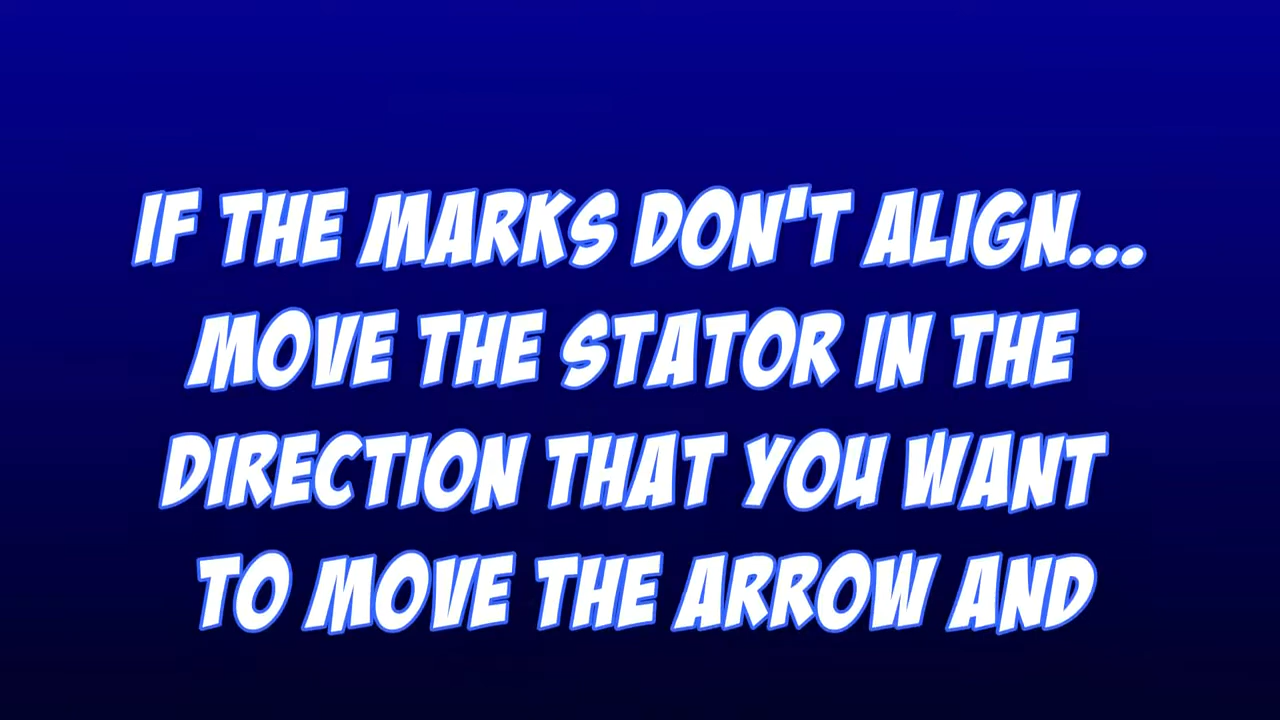 IF THE MARKS DON'T ALIGN...
MOVE THE STATOR IN THE
DIRECTION THAT YOU WANT
TO MOVE THE ARROW AND